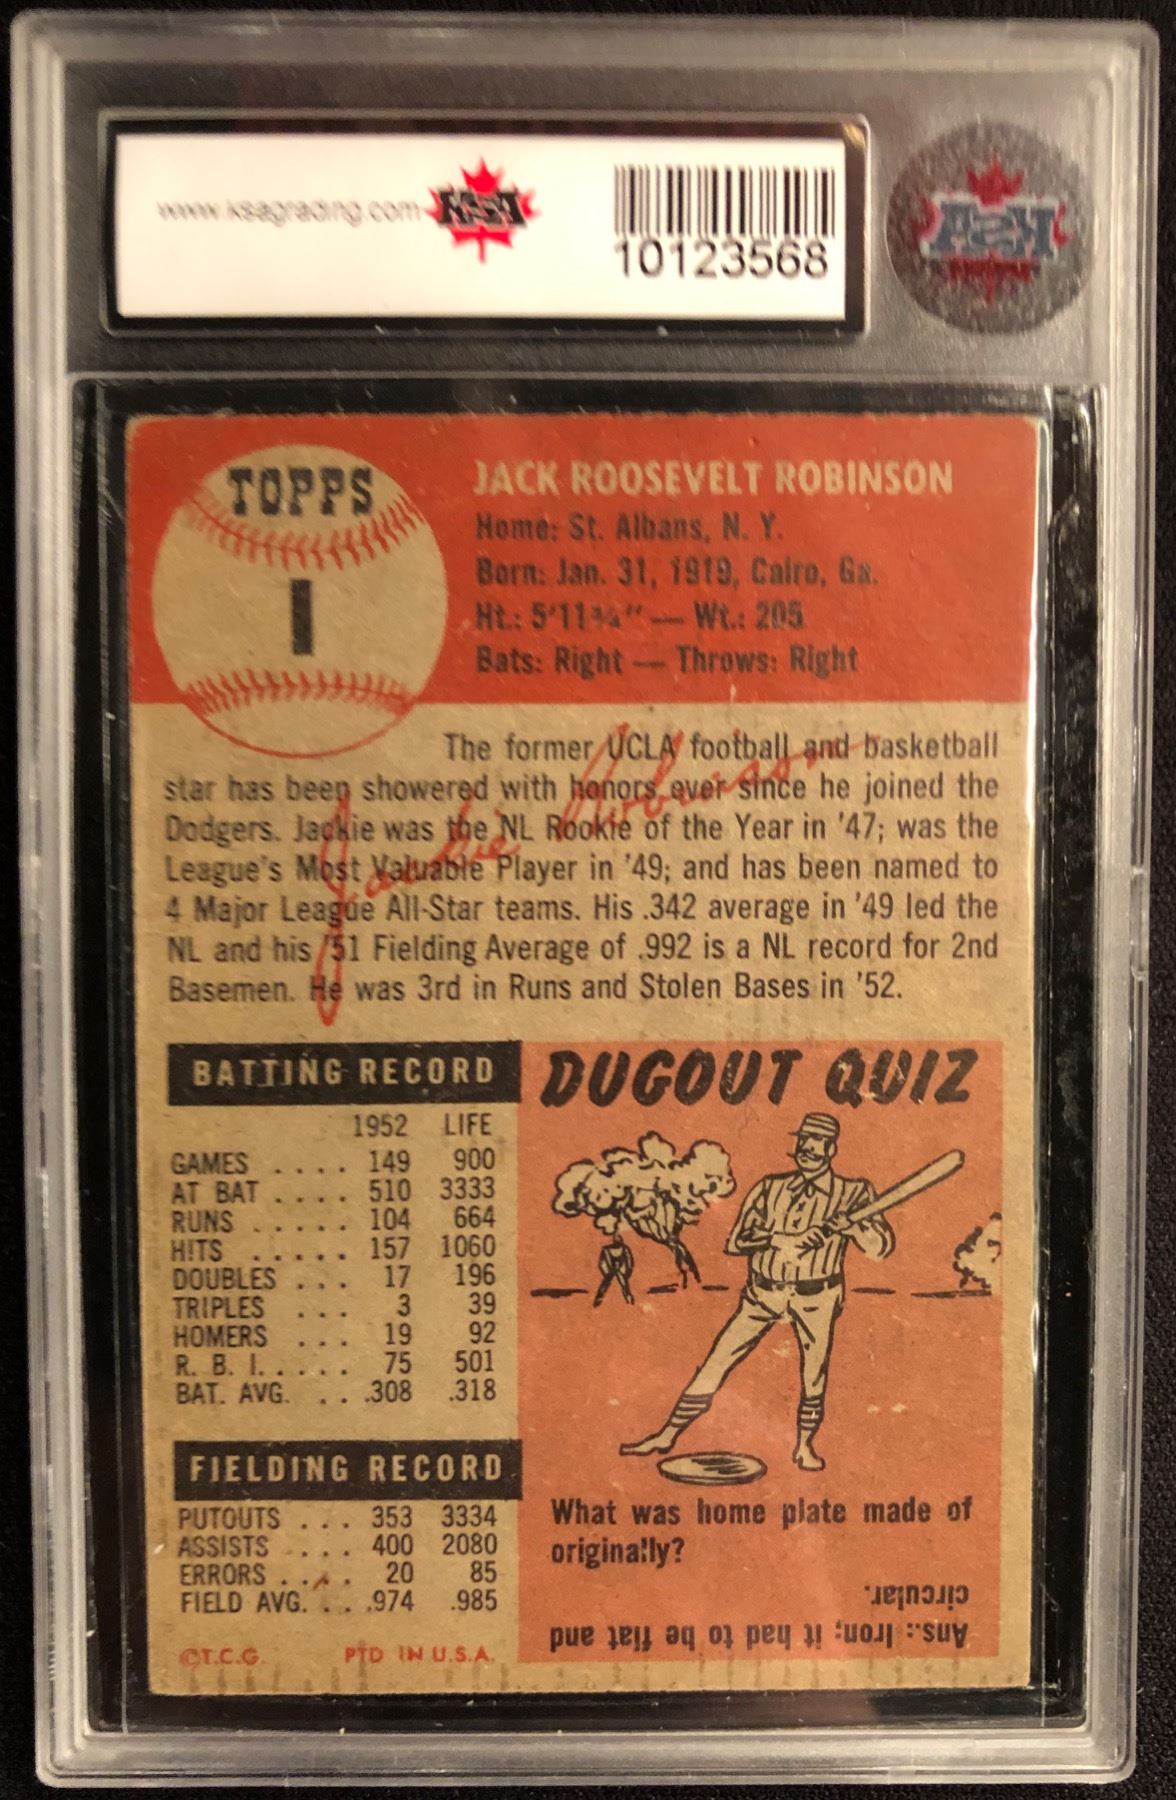 www.ksagrading.com KSA
10123568
KSA
TOPPS
1
JACK ROOSEVELT ROBINSON
Home: St. Albans, N. Y.
Born: Jan. 31, 1919, Cairo, Ga.
Ht.: 5'11¾" — Wt.: 205
Bats: Right — Throws: Right
The former UCLA football and basketball
star has been showered with honors ever since he joined the
Dodgers. Jackie was the NL Rookie of the Year in '47; was the
League's Most Valuable Player in '49; and has been named to
4 Major League All-Star teams. His .342 average in '49 led the
NL and his '51 Fielding Average of .992 is a NL record for 2nd
Basemen. He was 3rd in Runs and Stolen Bases in '52.
Jackie Robinson
BATTING RECORD
1952 LIFE
GAMES .... 149 900
AT BAT .... 510 3333
RUNS ..... 104 664
HITS ..... 157 1060
DOUBLES ... 17 196
TRIPLES ... 3 39
HOMERS ... 19 92
R. B. I. .... 75 501
BAT. AVG. .. .308 .318
FIELDING RECORD
PUTOUTS ... 353 3334
ASSISTS .... 400 2080
ERRORS .... 20 85
FIELD AVG. .. .974 .985
©T.C.G. PTD IN U.S.A.
DUGOUT QUIZ
What was home plate made of
originally?
Ans.: Iron; it had to be flat and
circular.